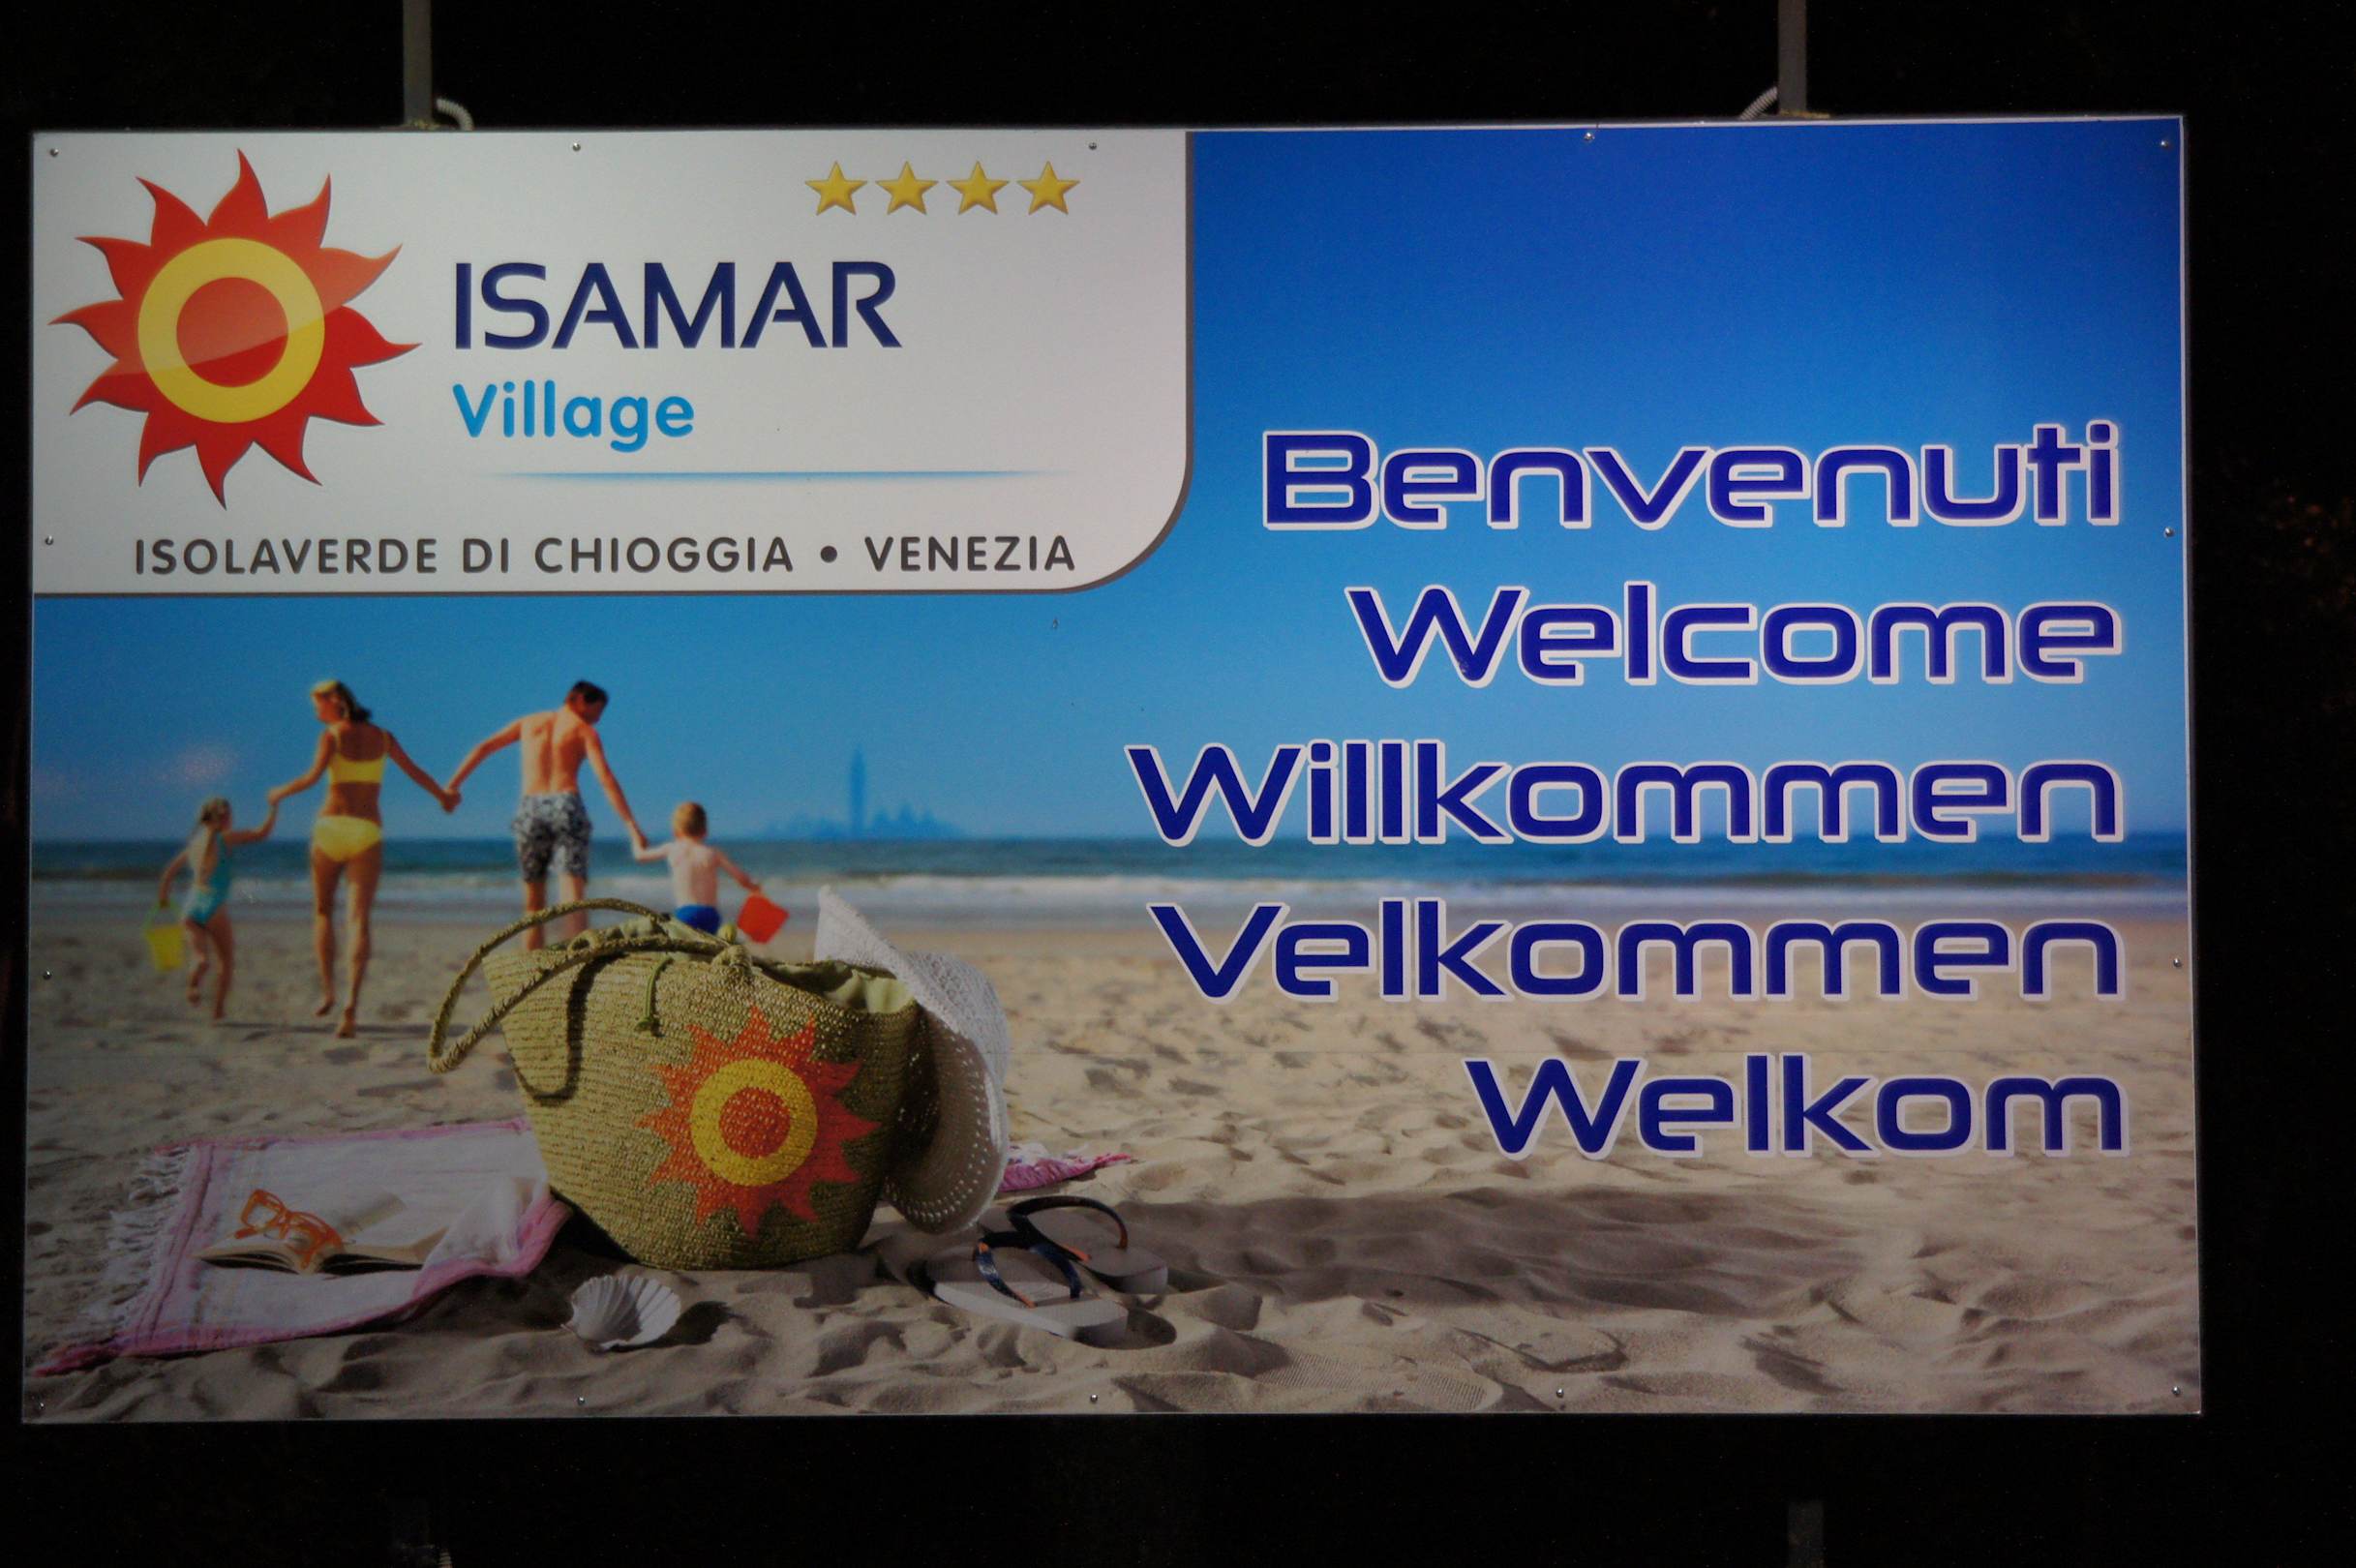 ISAMAR
Village
ISOLAVERDE DI CHIOGGIA • VENEZIA
Benvenuti
Welcome
Willkommen
Velkommen
Welkom